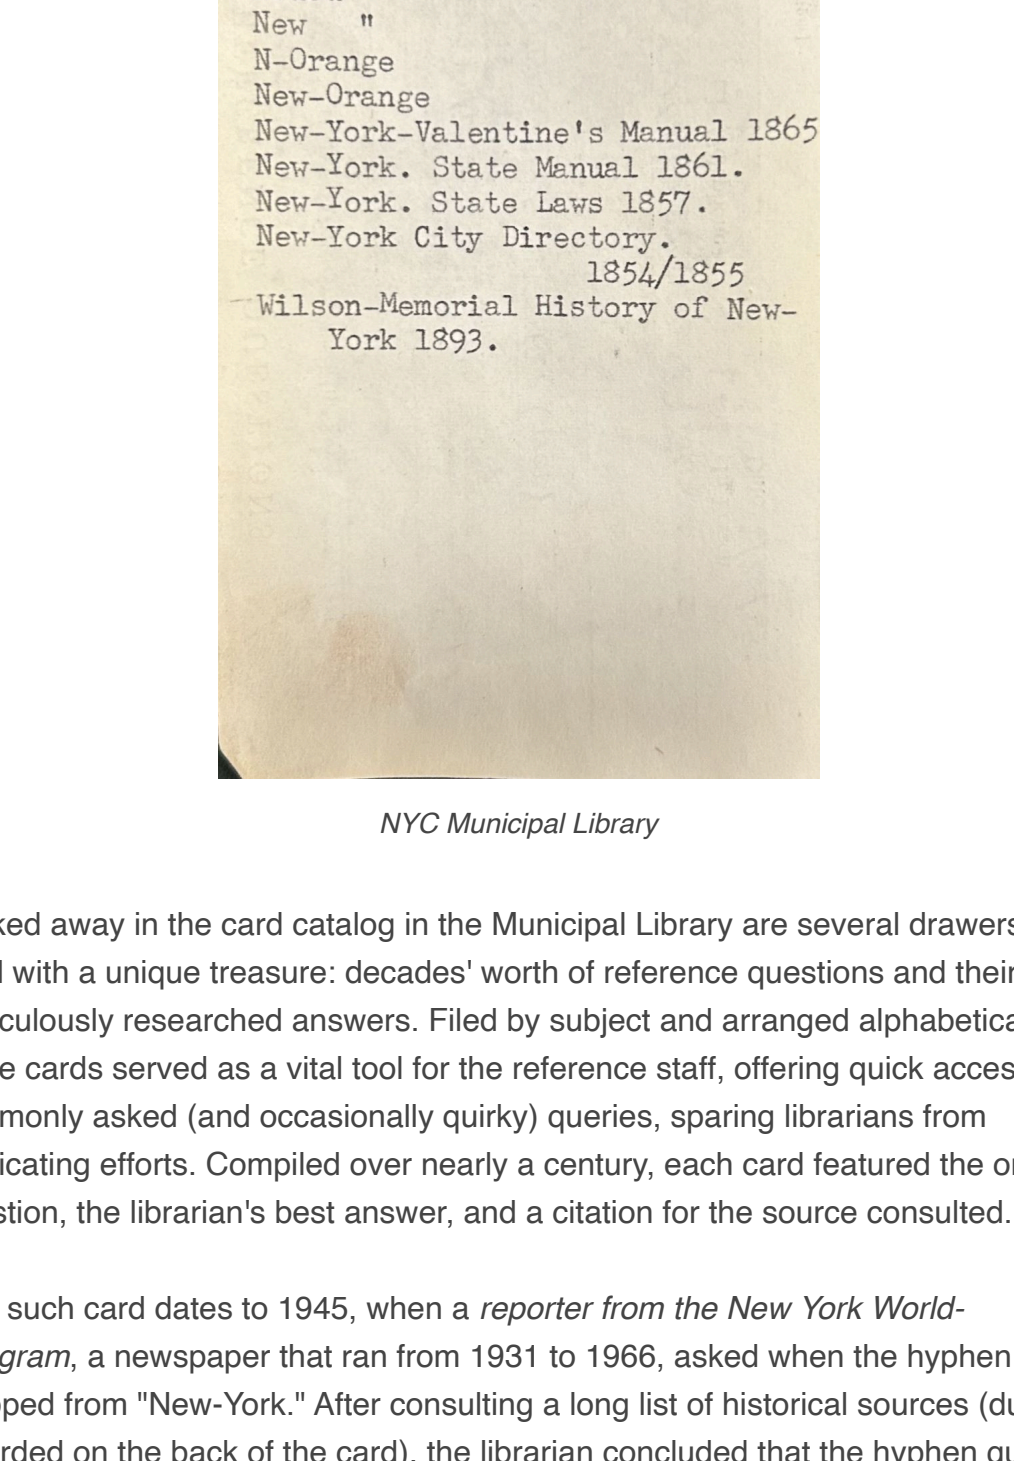 New "
N-Orange
New-Orange
New-York-Valentine's Manual 1865
New-York. State Manual 1861.
New-York. State Laws 1857.
New-York City Directory.
1854/1855
Wilson-Memorial History of New-
York 1893.
NYC Municipal Library
ked away in the card catalog in the Municipal Library are several drawers
with a unique treasure: decades' worth of reference questions and their
culously researched answers. Filed by subject and arranged alphabetica
e cards served as a vital tool for the reference staff, offering quick acces
monly asked (and occasionally quirky) queries, sparing librarians from
icating efforts. Compiled over nearly a century, each card featured the or
stion, the librarian's best answer, and a citation for the source consulted.
such card dates to 1945, when a reporter from the New York World-
gram, a newspaper that ran from 1931 to 1966, asked when the hyphen
ped from "New-York." After consulting a long list of historical sources (du
rded on the back of the card), the librarian concluded that the hyphen qu